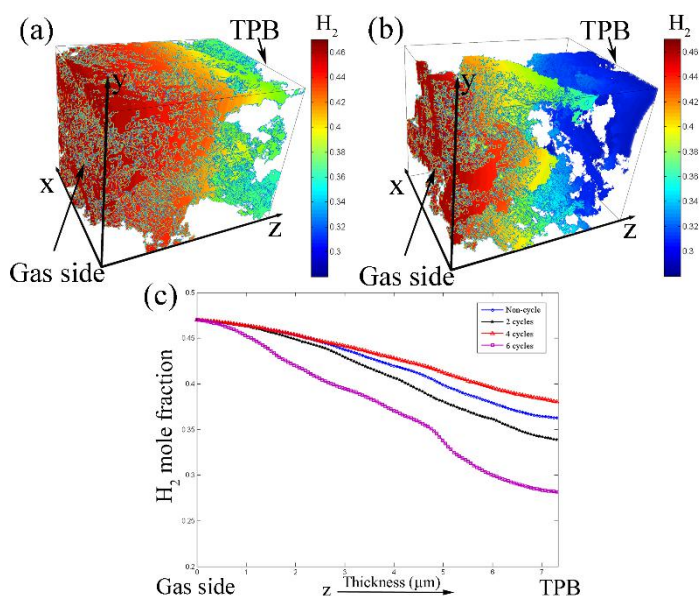 (a)
TPB
H2
0.46
0.44
0.42
0.4
0.38
0.36
0.34
0.32
0.3
y
x
z
Gas side
(b)
TPB
H2
0.46
0.44
0.42
0.4
0.38
0.36
0.34
0.32
0.3
y
x
z
Gas side
(c)
0.5
0.45
0.4
0.35
0.3
0.25
0.2
H2 mole fraction
Non-cycle
2 cycles
4 cycles
6 cycles
0 1 2 3 4 5 6 7
Gas side z Thickness (µm) TPB